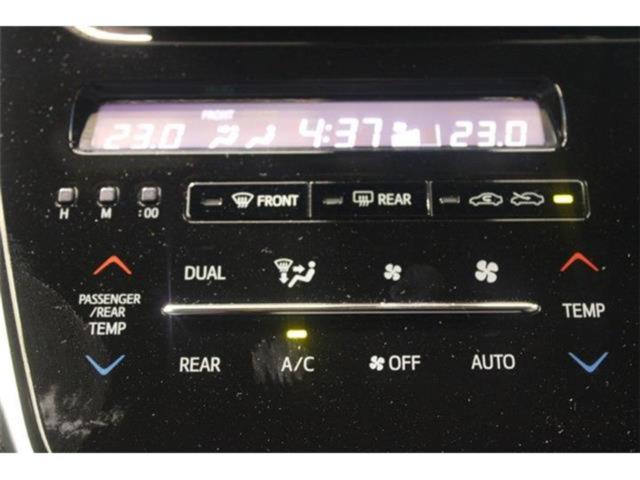 FRONT
23.0 4:37 23.0
H M :00 FRONT REAR
DUAL
PASSENGER
/REAR
TEMP
TEMP
REAR A/C OFF AUTO